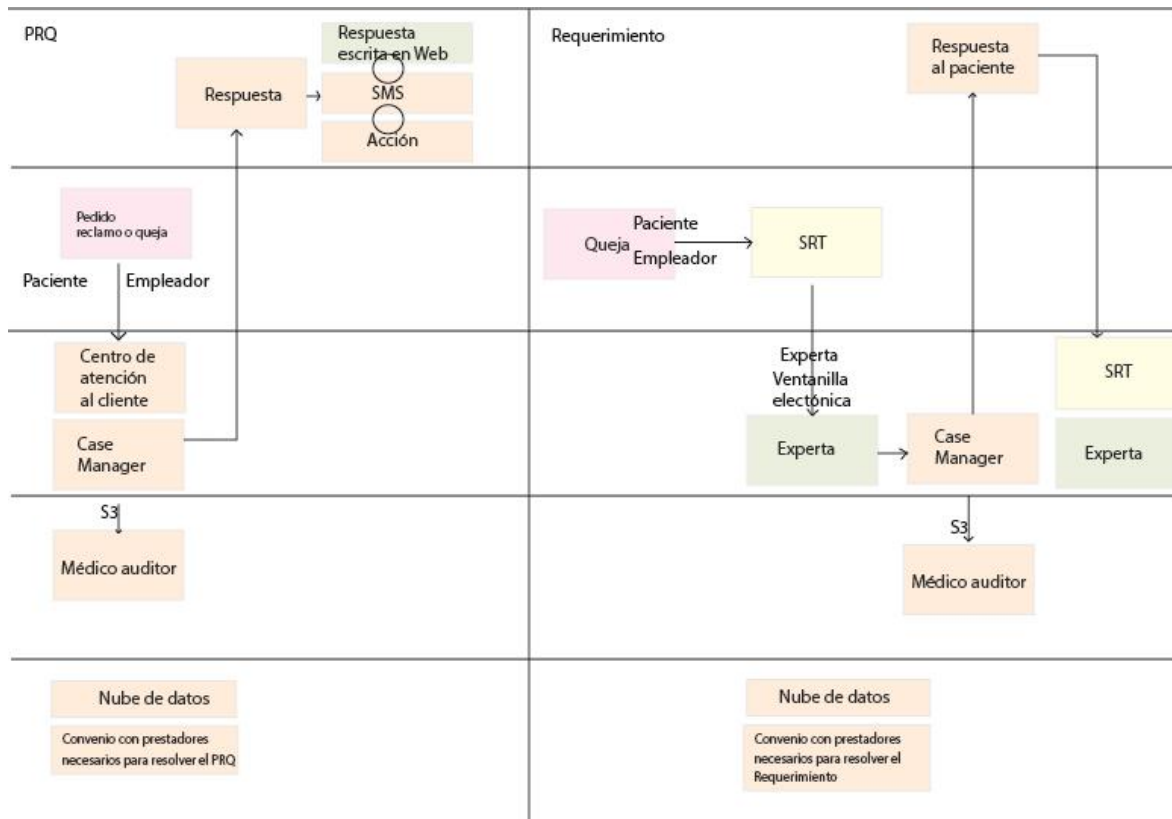 PRQ
Respuesta
escrita en Web
Respuesta
SMS
Acción
Pedido
reclamo o queja
Paciente
Empleador
Centro de
atención
al cliente
Case
Manager
S3
Médico auditor
Nube de datos
Convenio con prestadores
necesarios para resolver el PRQ
Requerimiento
Respuesta
al paciente
Queja
Paciente
Empleador
SRT
Experta
Ventanilla
electónica
Experta
Case
Manager
SRT
Experta
S3
Médico auditor
Nube de datos
Convenio con prestadores
necesarios para resolver el
Requerimiento